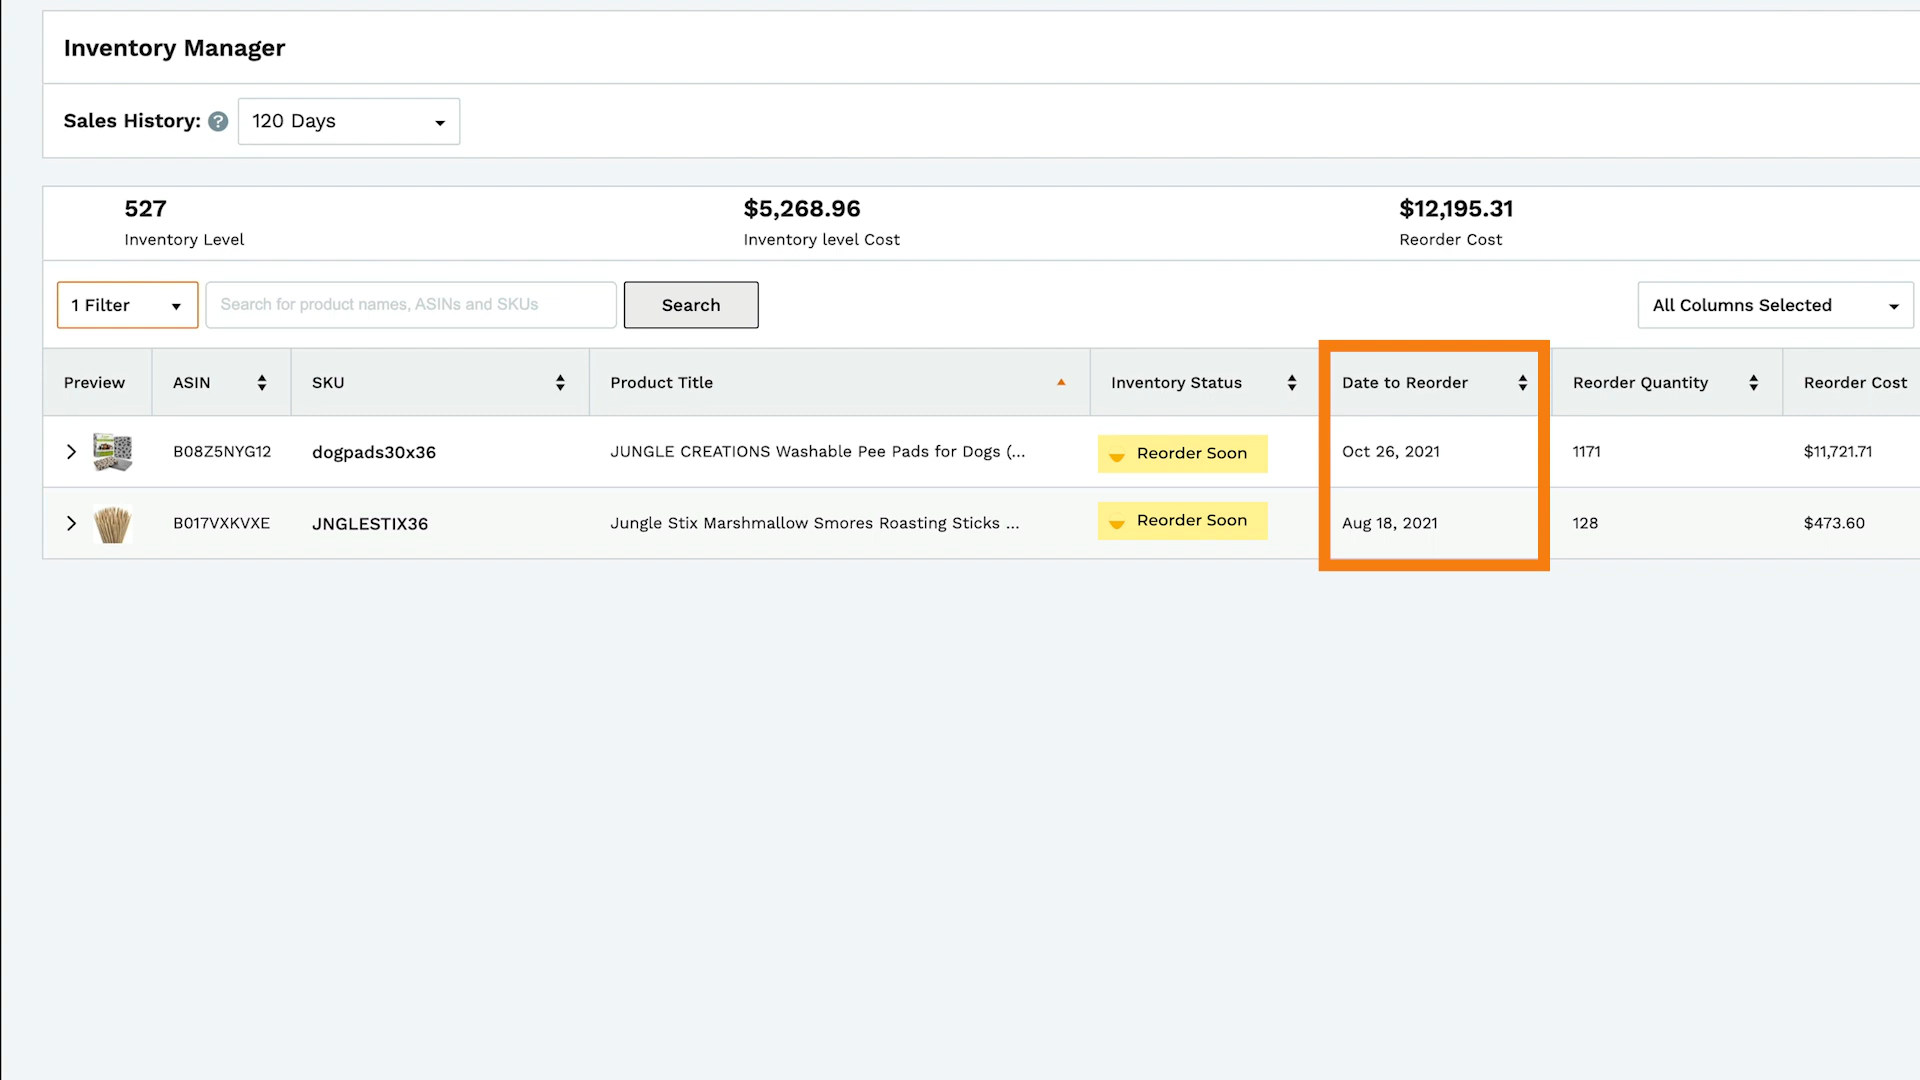 Inventory Manager
Sales History: ? 120 Days
527 $5,268.96 $12,195.31
Inventory Level Inventory level Cost Reorder Cost
1 Filter Search for product names, ASINs and SKUs Search All Columns Selected
Preview ASIN SKU Product Title Inventory Status Date to Reorder Reorder Quantity Reorder Cost
B08Z5NYG12 dogpads30x36 JUNGLE CREATIONS Washable Pee Pads for Dogs (... Reorder Soon Oct 26, 2021 1171 $11,721.71
B017VXKVXE JNGLESTIX36 Jungle Stix Marshmallow Smores Roasting Sticks ... Reorder Soon Aug 18, 2021 128 $473.60